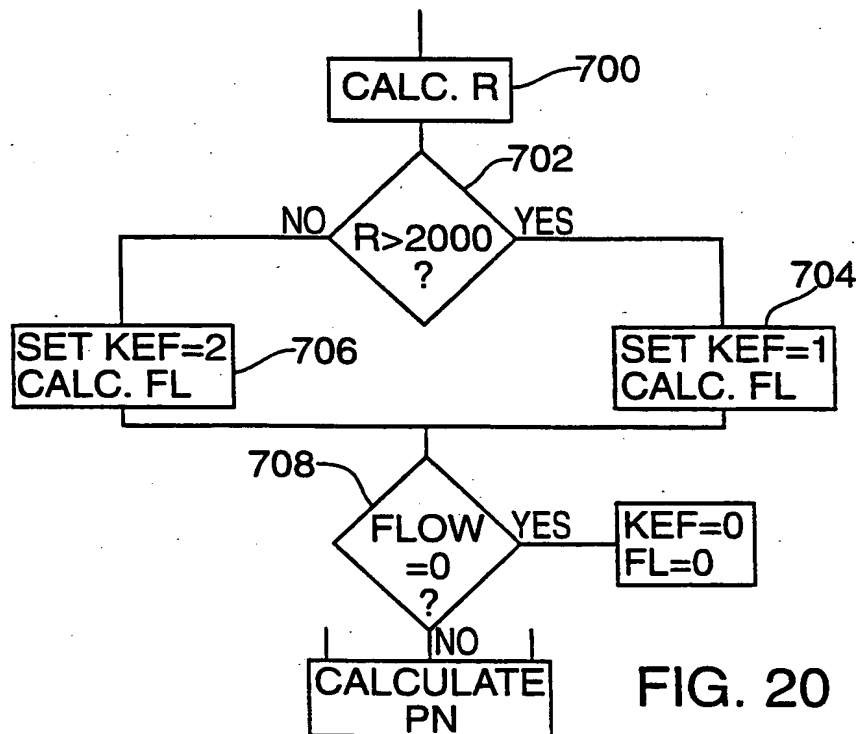 CALC. R
700
702
NO
YES
R>2000
?
704
SET KEF=2
CALC. FL
706
SET KEF=1
CALC. FL
708
FLOW
=0
?
YES
KEF=0
FL=0
NO
CALCULATE
PN
FIG. 20